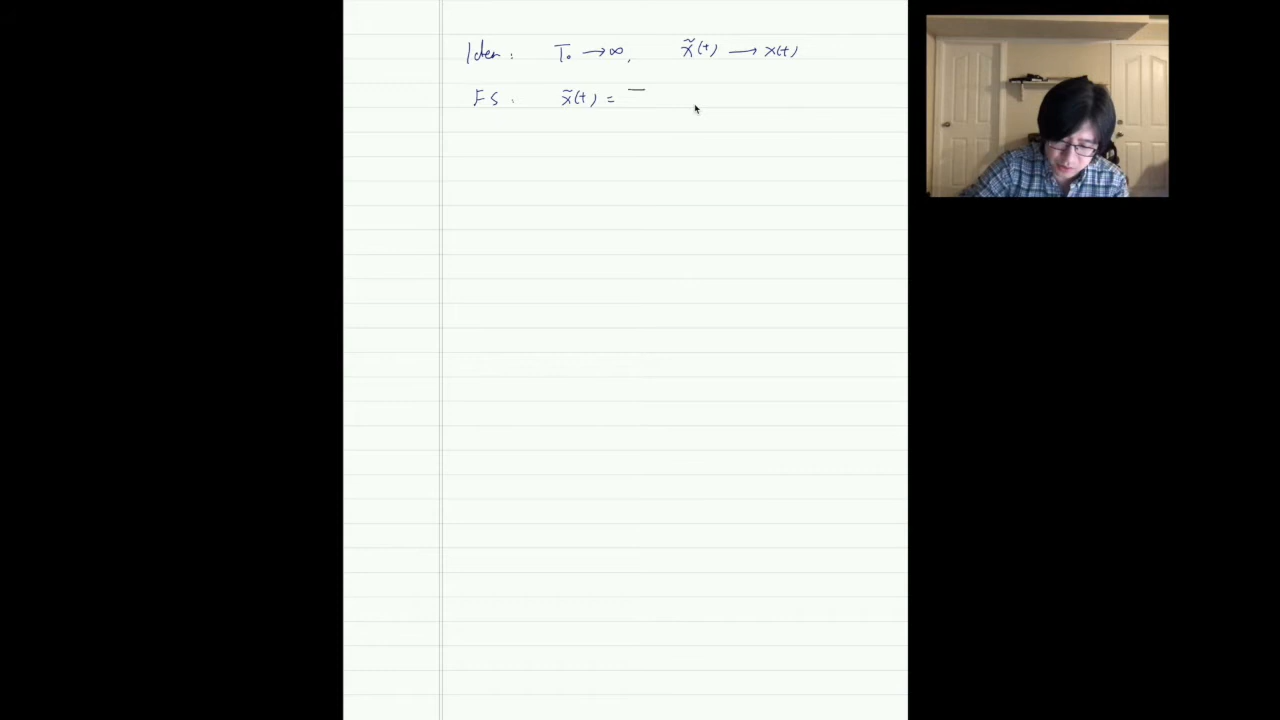 Idea: T₀ → ∞, x̃(t) → x(t)
FS: x̃(t) =